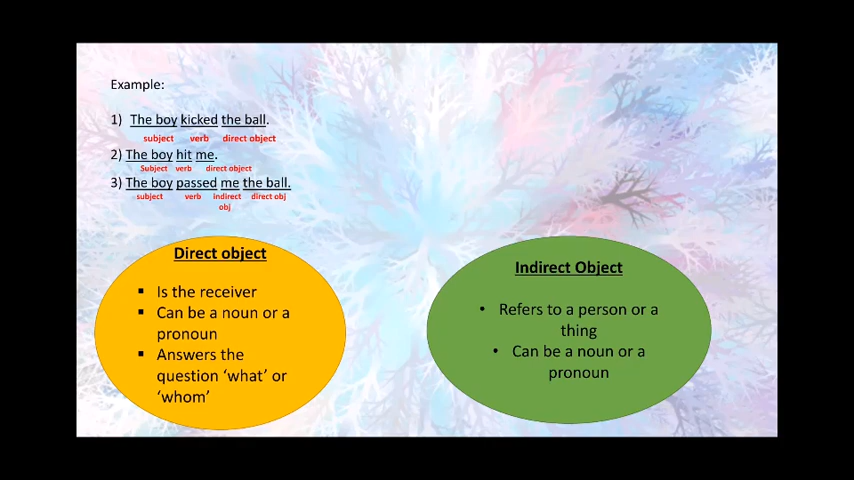 Example:
1) The boy kicked the ball.
subject verb direct object
2) The boy hit me.
Subject verb direct object
3) The boy passed me the ball.
subject verb indirect direct obj
obj
Direct object
▪ Is the receiver
▪ Can be a noun or a
pronoun
▪ Answers the
question ‘what’ or
‘whom’
Indirect Object
• Refers to a person or a
thing
• Can be a noun or a
pronoun